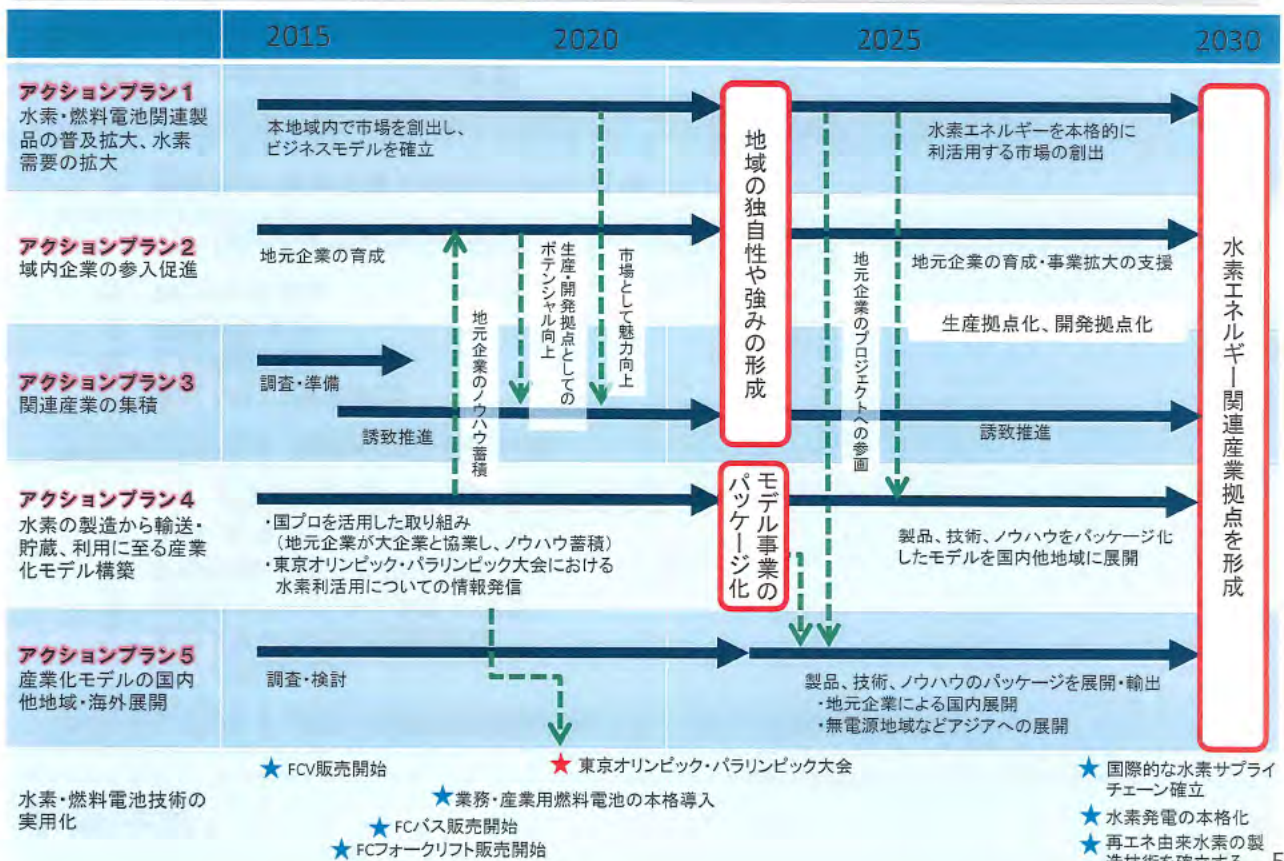 2015
2020
2025
2030
アクションプラン1
水素・燃料電池関連製
品の普及拡大、水素
需要の拡大
本地域内で市場を創出し、
ビジネスモデルを確立
水素エネルギーを本格的に
利活用する市場の創出
アクションプラン2
域内企業の参入促進
地元企業の育成
地元企業の育成・事業拡大の支援
生産拠点化、開発拠点化
地元企業のノウハウ蓄積
生産・開発拠点としての
ポテンシャル向上
市場として魅力向上
地域の独自性や強みの形成
地元企業のプロジェクトへの参画
水素エネルギー関連産業拠点を形成
アクションプラン3
関連産業の集積
調査・準備
誘致推進
誘致推進
アクションプラン4
水素の製造から輸送・
貯蔵、利用に至る産業
化モデル構築
・国プロを活用した取り組み
(地元企業が大企業と協業し、ノウハウ蓄積)
・東京オリンピック・パラリンピック大会における
水素利活用についての情報発信
モデル事業の
パッケージ化
製品、技術、ノウハウをパッケージ化
したモデルを国内他地域に展開
アクションプラン5
産業化モデルの国内
他地域・海外展開
調査・検討
製品、技術、ノウハウのパッケージを展開・輸出
・地元企業による国内展開
・無電源地域などアジアへの展開
水素・燃料電池技術の
実用化
★ FCV販売開始
★ 東京オリンピック・パラリンピック大会
★業務・産業用燃料電池の本格導入
★ FCバス販売開始
★ FCフォークリフト販売開始
★ 国際的な水素サプライ
チェーン確立
★ 水素発電の本格化
★ 再エネ由来水素の製
造技術を確立する